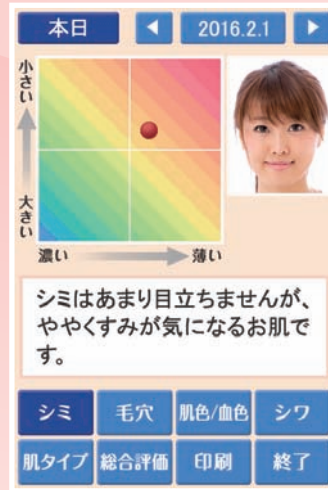 本日 ◀ 2016.2.1 ▶
小さい
大きい
濃い 薄い
シミはあまり目立ちませんが、
ややくすみが気になるお肌で
す。
シミ 毛穴 肌色/血色 シワ
肌タイプ 総合評価 印刷 終了